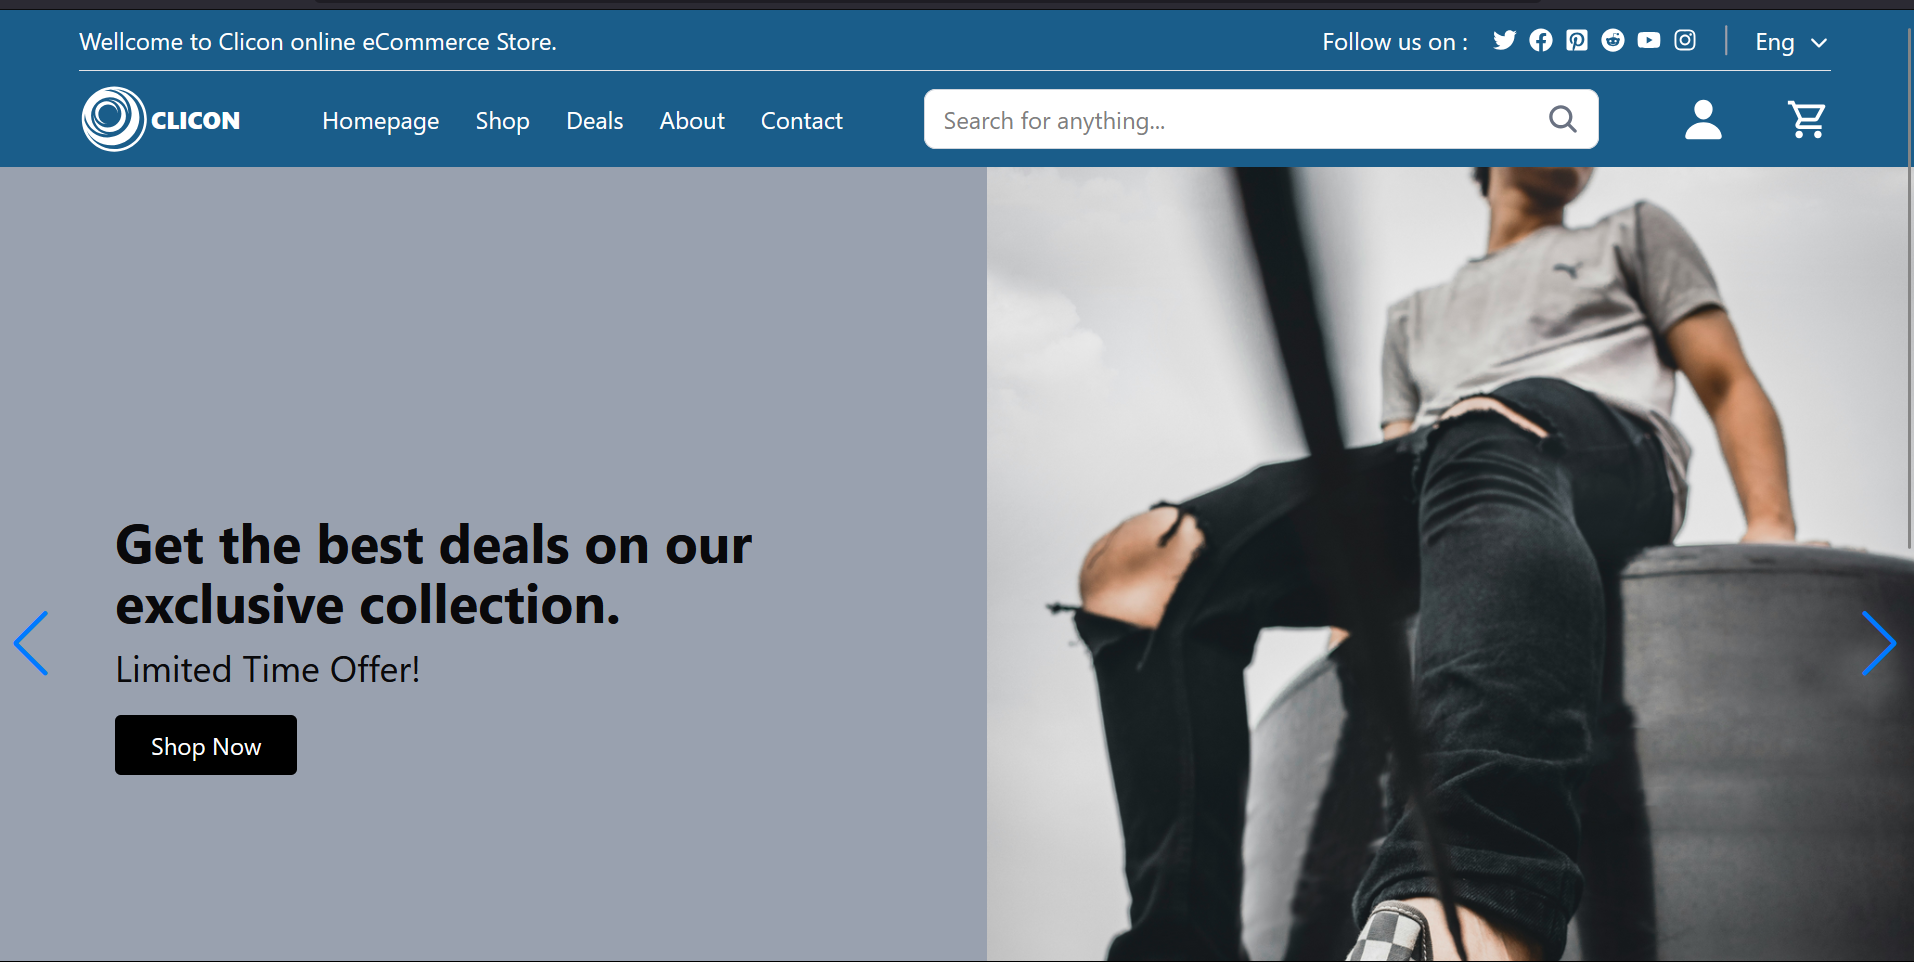 Wellcome to Clicon online eCommerce Store.
Follow us on :
Eng
CLICON
Homepage
Shop
Deals
About
Contact
Search for anything...
Get the best deals on our
exclusive collection.
Limited Time Offer!
Shop Now